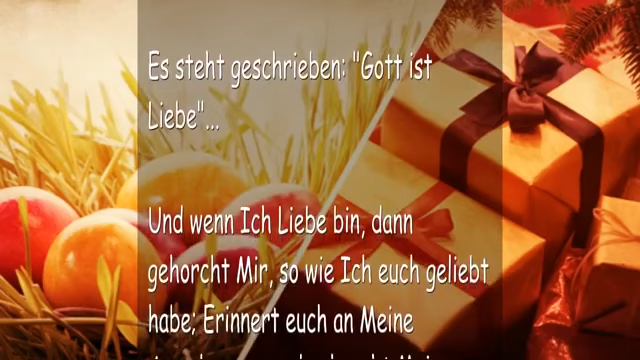 Es steht geschrieben: "Gott ist
Liebe"...
Und wenn Ich Liebe bin, dann
gehorcht Mir, so wie Ich euch geliebt
habe; Erinnert euch an Meine